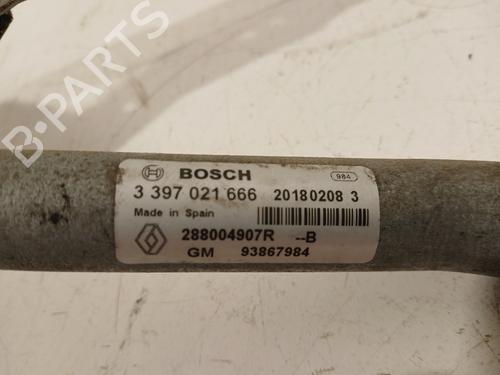 BOSCH
984
3 397 021 666 20180208 3
Made in Spain
288004907R --B
GM 93867984
B-PARTS